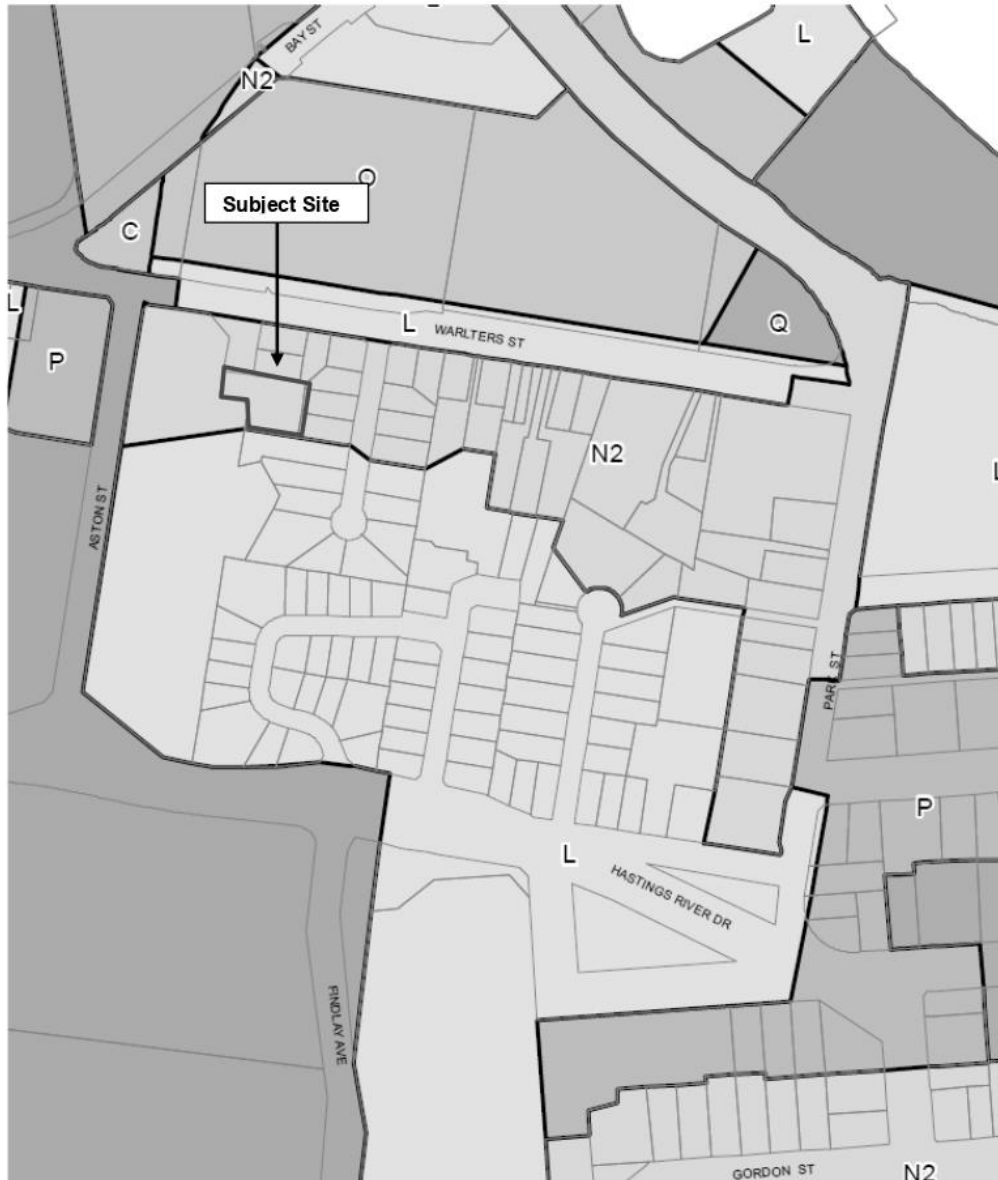 BAY ST
L
N2
O
Subject Site
C
L
L
WARLTERS ST
Q
P
N2
ASTON ST
PARK ST
P
L
HASTINGS RIVER DR
FINDLAY AVE
GORDON ST
N2